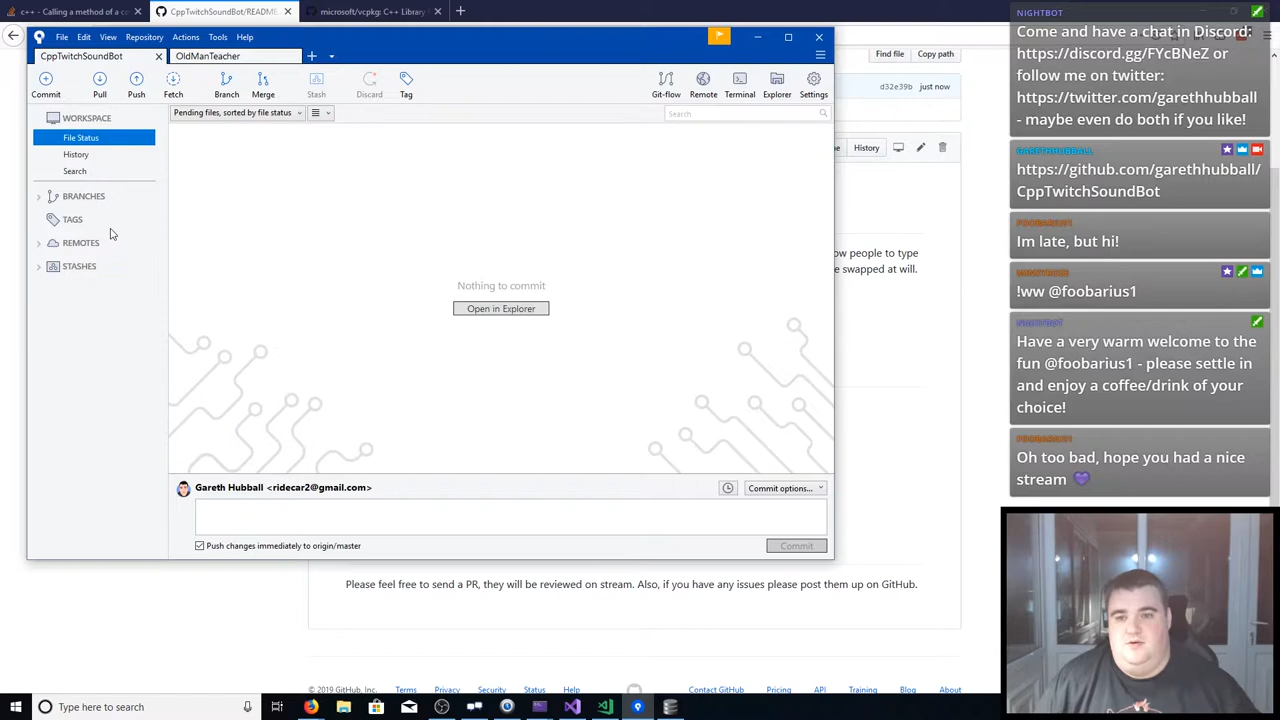 c++ - Calling a method of a c
CppTwitchSoundBot/README
microsoft/vcpkg: C++ Library
File Edit View Repository Actions Tools Help
CppTwitchSoundBot
OldManTeacher
Commit Pull Push Fetch Branch Merge Stash Discard Tag
Git-flow Remote Terminal Explorer Settings
Find file Copy path
d32e39b just now
History
WORKSPACE
File Status
History
Search
BRANCHES
TAGS
REMOTES
STASHES
Pending files, sorted by file status
Search
Nothing to commit
Open in Explorer
ow people to type
e swapped at will.
Gareth Hubball <ridecar2@gmail.com>
Commit options...
Push changes immediately to origin/master
Commit
Please feel free to send a PR, they will be reviewed on stream. Also, if you have any issues please post them up on GitHub.
© 2019 GitHub, Inc. Terms Privacy Security Status Help
Contact GitHub Pricing API Training Blog About
Type here to search
NIGHTBOT
Come and have a chat in Discord:
https://discord.gg/FYcBNeZ or
follow me on twitter:
https://twitter.com/garethhubball
- maybe even do both if you like!
GARETHHUBBALL
https://github.com/garethhubball/
CppTwitchSoundBot
FOOBARIUS1
Im late, but hi!
!ww @foobarius1
NIGHTBOT
Have a very warm welcome to the
fun @foobarius1 - please settle in
and enjoy a coffee/drink of your
choice!
FOOBARIUS1
Oh too bad, hope you had a nice
stream 💜